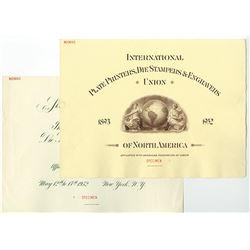 INTERNATIONAL
PLATE PRINTERS, DIE STAMPERS & ENGRAVERS
UNION
1893 1952
OF NORTH AMERICA
AFFILIATED WITH AMERICAN FEDERATION OF LABOR
SPECIMEN
May 12th to 17th 1952 New York, N.Y.
SPECIMEN